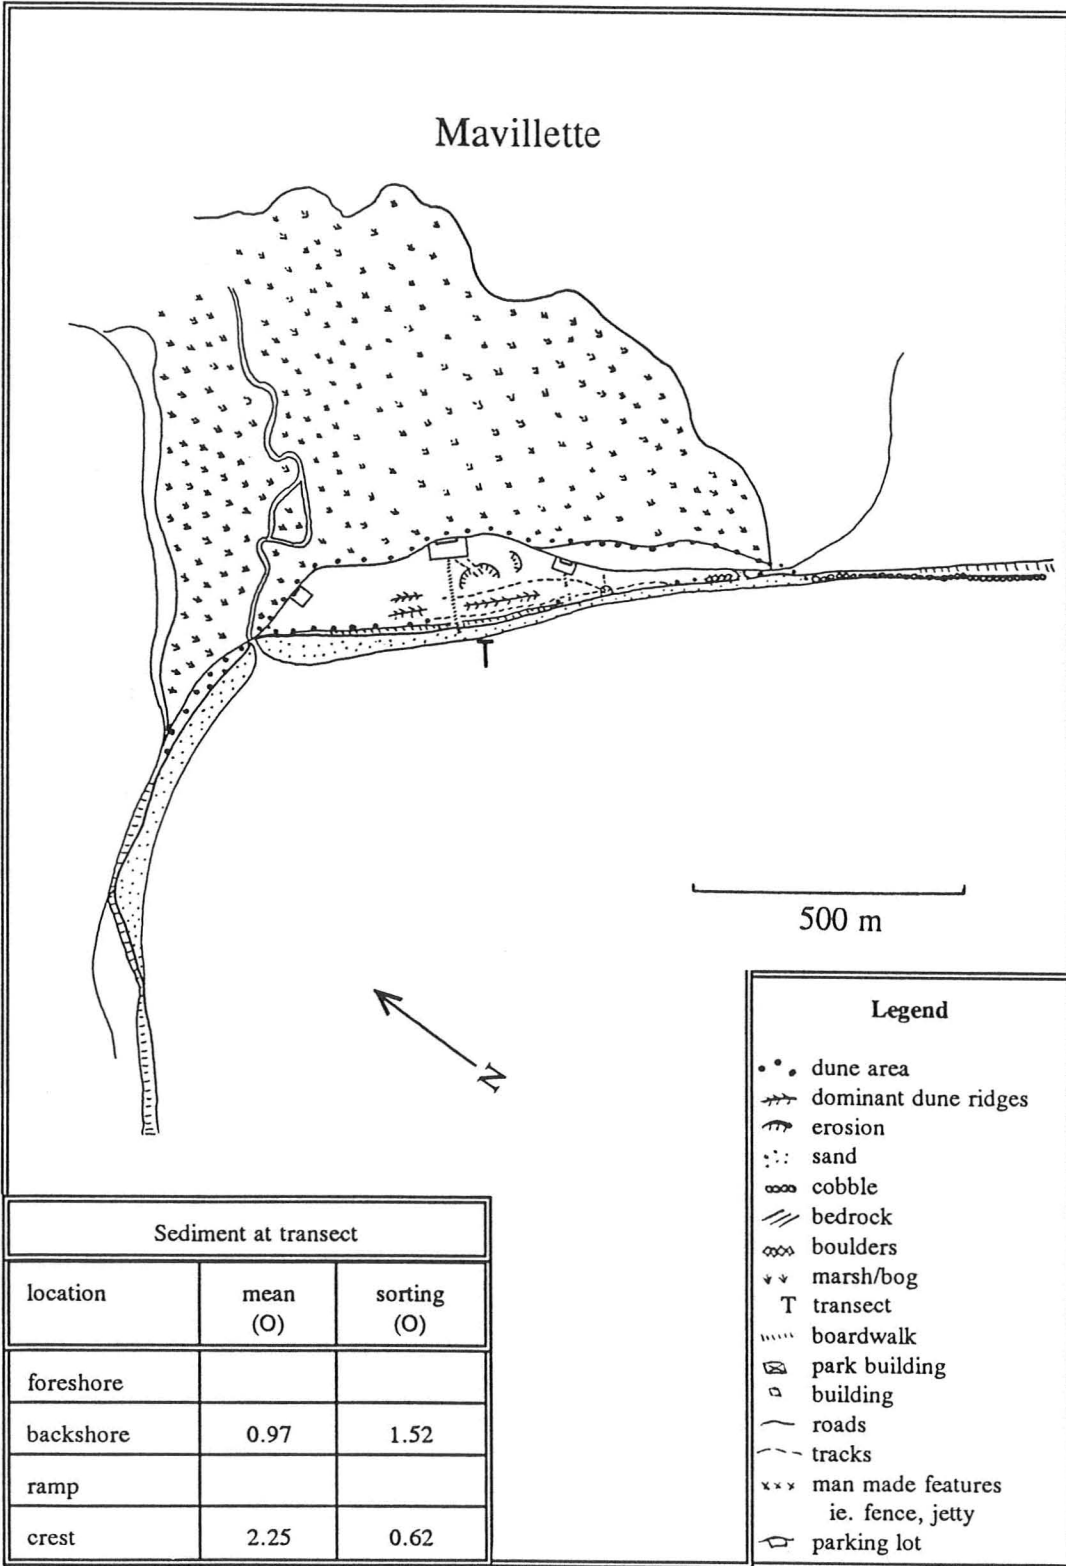 Mavillette
T
500 m
N
Legend
dune area
dominant dune ridges
erosion
sand
cobble
bedrock
boulders
marsh/bog
T transect
boardwalk
park building
building
roads
tracks
man made features
ie. fence, jetty
parking lot
Sediment at transect
location mean sorting
(O) (O)
foreshore
backshore 0.97 1.52
ramp
crest 2.25 0.62